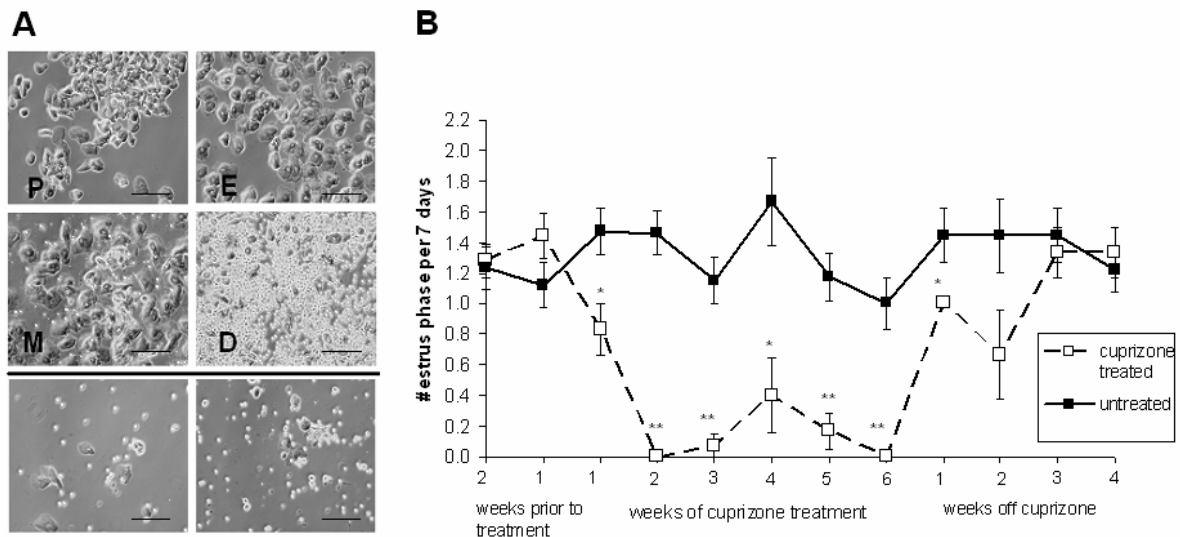 A
P
E
M
D
B
#estrus phase per 7 days
2.2
2.0
1.8
1.6
1.4
1.2
1.0
0.8
0.6
0.4
0.2
0.0
*
**
**
*
**
**
*
2 1 1 2 3 4 5 6 1 2 3 4
weeks prior to
treatment
weeks of cuprizone treatment
weeks off cuprizone
cuprizone
treated
untreated